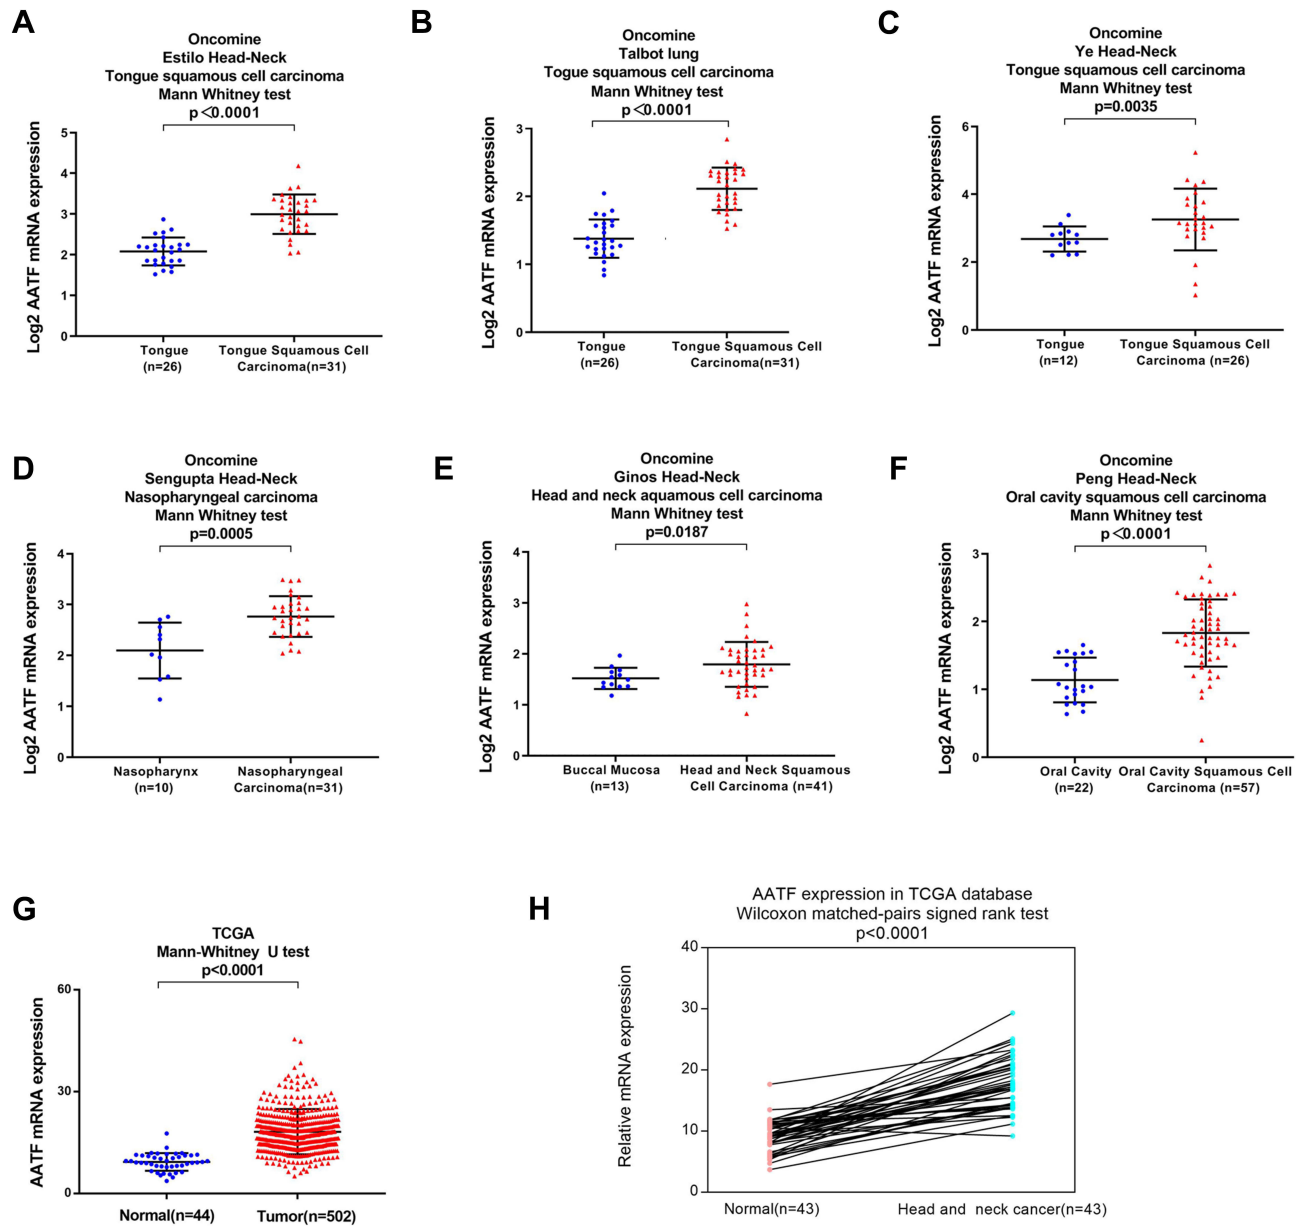 A
Oncomine
Estilo Head-Neck
Tongue squamous cell carcinoma
Mann Whitney test
p<0.0001
Log2 AATF mRNA expression
5
4
3
2
1
0
Tongue
(n=26)
Tongue Squamous Cell
Carcinoma(n=31)
B
Oncomine
Talbot lung
Togue squamous cell carcinoma
Mann Whitney test
p<0.0001
Log2 AATF mRNA expression
3
2
1
0
Tongue
(n=26)
Tongue Squamous Cell
Carcinoma(n=31)
C
Oncomine
Ye Head-Neck
Tongue squamous cell carcinoma
Mann Whitney test
p=0.0035
Log2 AATF mRNA expression
6
4
2
0
Tongue
(n=12)
Tongue Squamous Cell
Carcinoma (n=26)
D
Oncomine
Sengupta Head-Neck
Nasopharyngeal carcinoma
Mann Whitney test
p=0.0005
Log2 AATF mRNA expression
4
3
2
1
0
Nasopharynx
(n=10)
Nasopharyngeal
Carcinoma(n=31)
E
Oncomine
Ginos Head-Neck
Head and neck aquamous cell carcinoma
Mann Whitney test
p=0.0187
Log2 AATF mRNA expression
4
3
2
1
0
Buccal Mucosa
(n=13)
Head and Neck Squamous
Cell Carcinoma (n=41)
F
Oncomine
Peng Head-Neck
Oral cavity squamous cell carcinoma
Mann Whitney test
p<0.0001
Log2 AATF mRNA expression
3
2
1
0
Oral Cavity
(n=22)
Oral Cavity Squamous Cell
Carcinoma (n=57)
G
TCGA
Mann-Whitney U test
p<0.0001
AATF mRNA expression
60
30
0
Normal(n=44)
Tumor(n=502)
H
AATF expression in TCGA database
Wilcoxon matched-pairs signed rank test
p<0.0001
Relative mRNA expression
40
30
20
10
0
Normal(n=43)
Head and neck cancer(n=43)